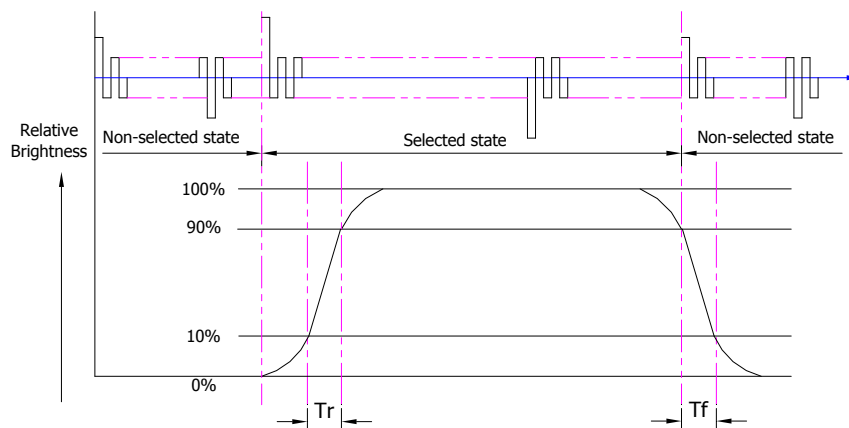 Relative
Brightness
Non-selected state
Selected state
Non-selected state
100%
90%
10%
0%
Tr
Tf